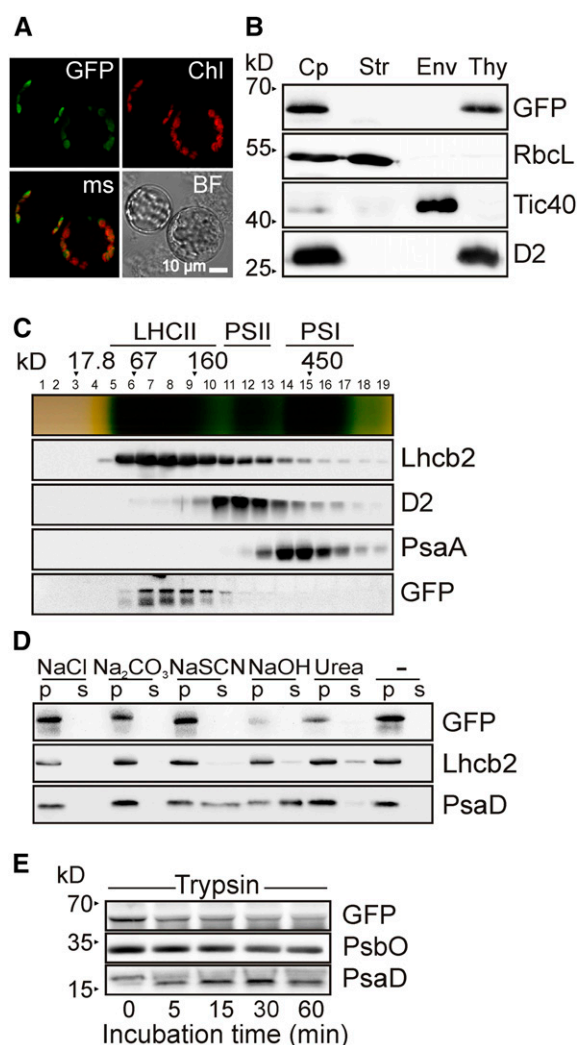 A
GFP
Chl
ms
BF
10 µm
B
kD
Cp Str Env Thy
70
GFP
55
RbcL
Tic40
40
D2
25
C
LHCII PSII PSI
kD 17.8 67 160 450
1 2 3 4 5 6 7 8 9 10 11 12 13 14 15 16 17 18 19
Lhcb2
D2
PsaA
GFP
D
NaCl Na₂CO₃ NaSCN NaOH Urea –
p s p s p s p s p s p s
GFP
Lhcb2
PsaD
E
kD
Trypsin
70
GFP
35
PsbO
PsaD
15
0 5 15 30 60
Incubation time (min)